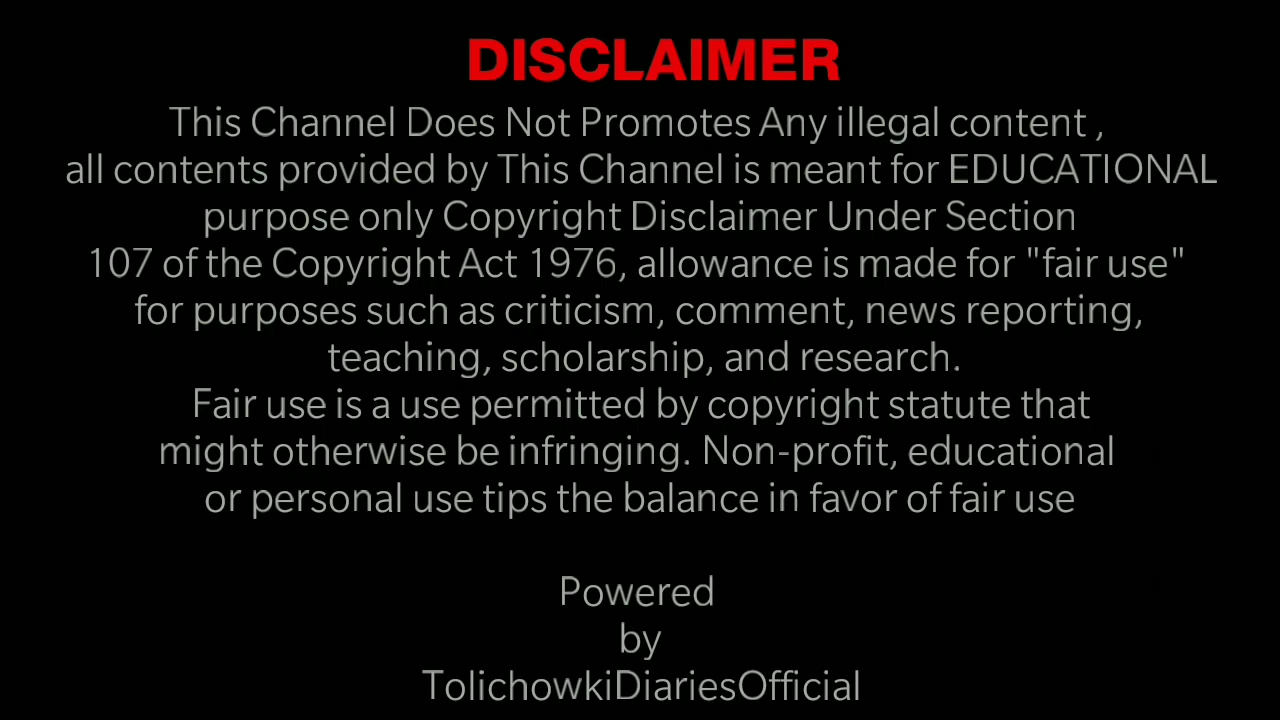 DISCLAIMER
This Channel Does Not Promotes Any illegal content ,
all contents provided by This Channel is meant for EDUCATIONAL
purpose only Copyright Disclaimer Under Section
107 of the Copyright Act 1976, allowance is made for "fair use"
for purposes such as criticism, comment, news reporting,
teaching, scholarship, and research.
Fair use is a use permitted by copyright statute that
might otherwise be infringing. Non-profit, educational
or personal use tips the balance in favor of fair use
Powered
by
TolichowkiDiariesOfficial